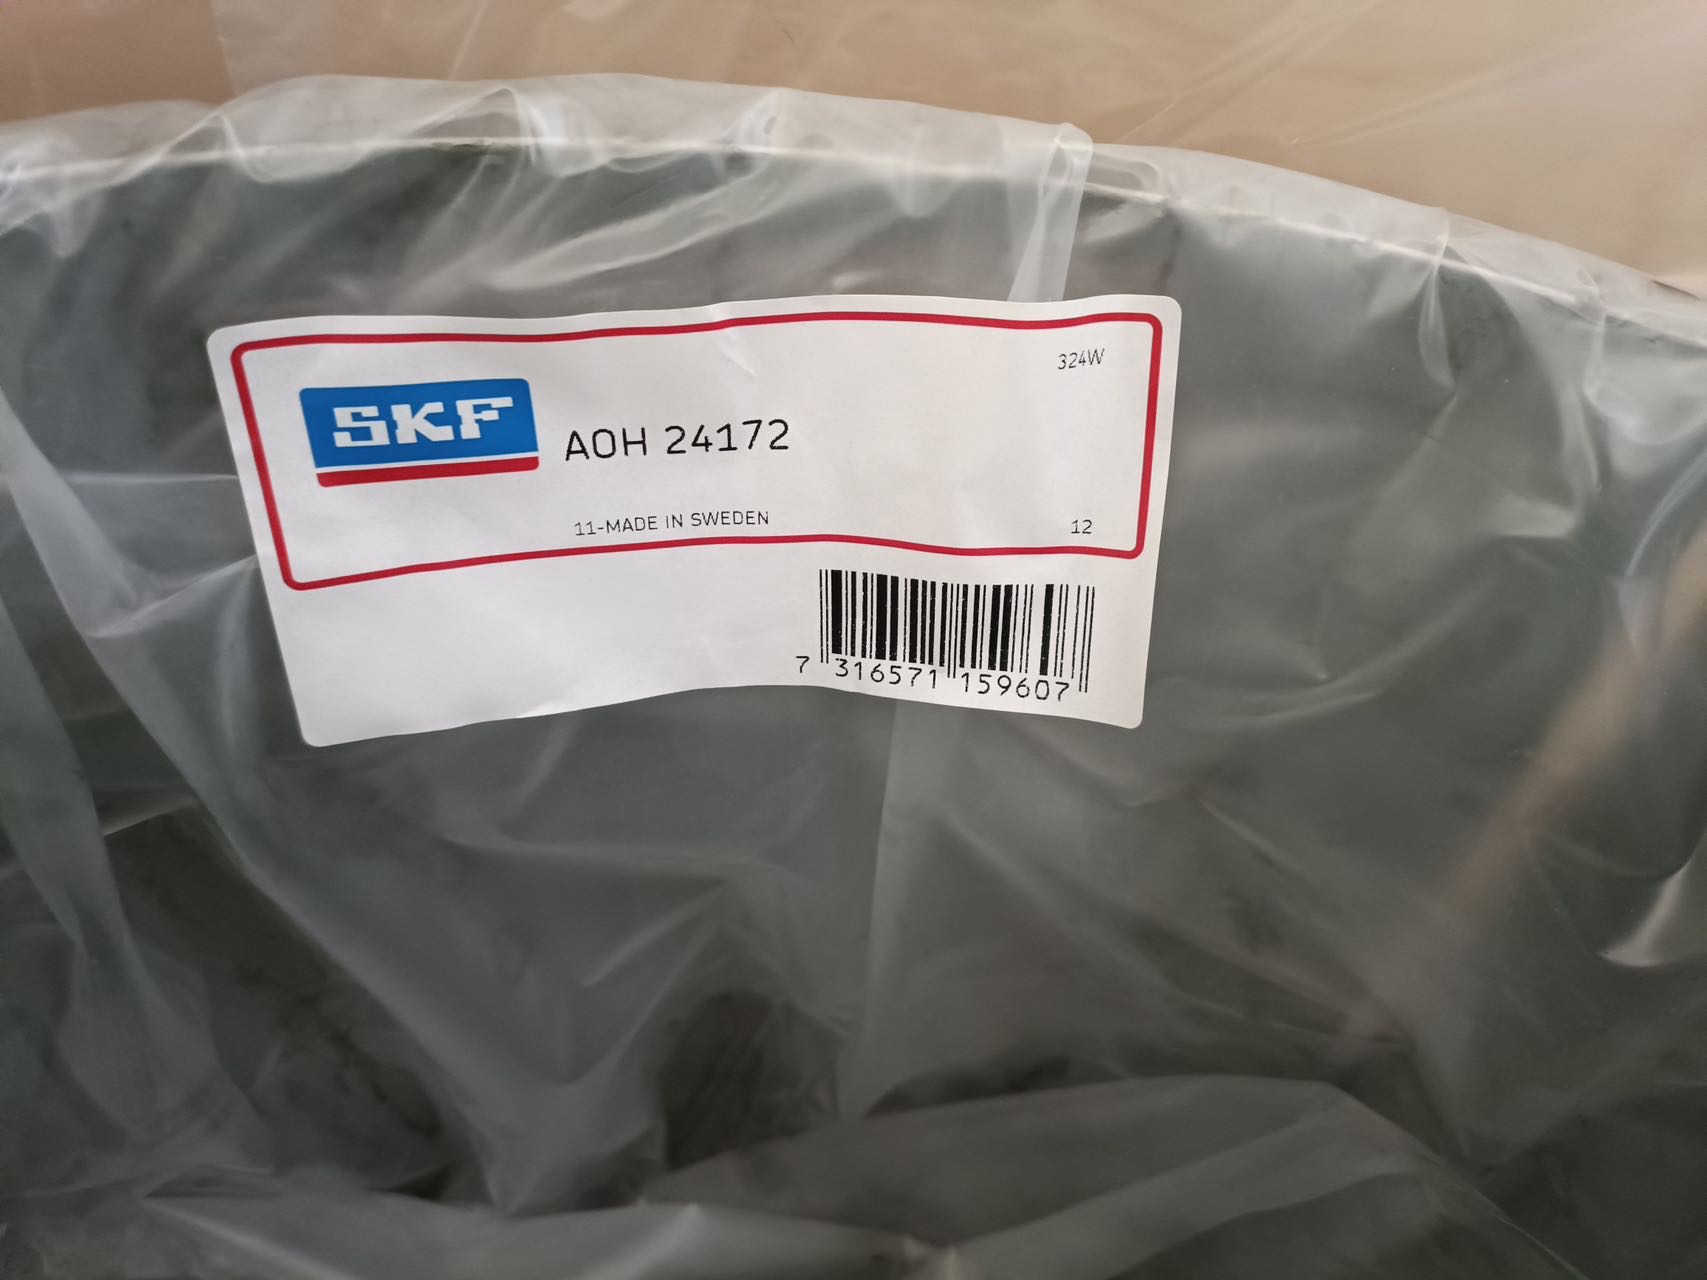 324W
SKF
AOH 24172
11-MADE IN SWEDEN
12
7 316571 159607